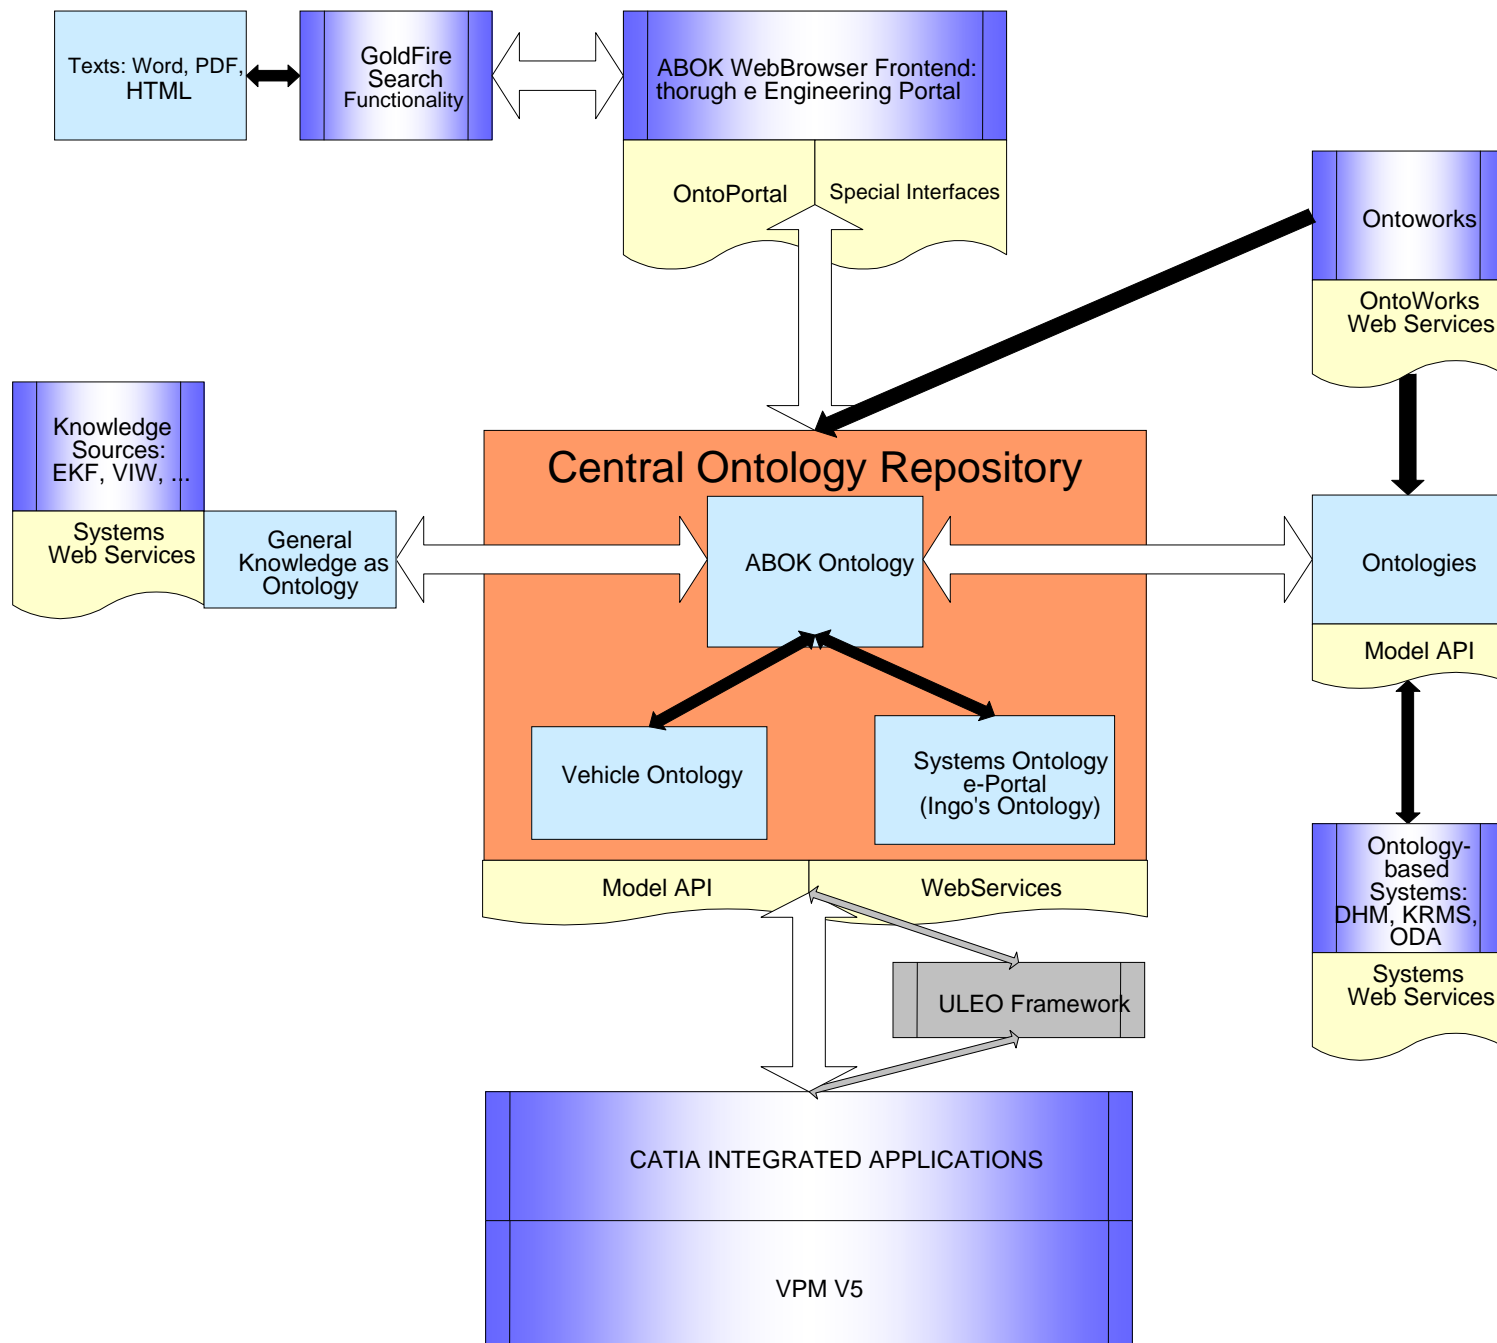 Texts: Word, PDF,
HTML
GoldFire
Search
Functionality
ABOK WebBrowser Frontend:
thorugh e Engineering Portal
OntoPortal
Special Interfaces
Ontoworks
OntoWorks
Web Services
Knowledge
Sources:
EKF, VIW, ...
Systems
Web Services
General
Knowledge as
Ontology
Central Ontology Repository
ABOK Ontology
Ontologies
Model API
Vehicle Ontology
Systems Ontology
e-Portal
(Ingo's Ontology)
Model API
WebServices
Ontology-
based
Systems:
DHM, KRMS,
ODA
Systems
Web Services
ULEO Framework
CATIA INTEGRATED APPLICATIONS
VPM V5